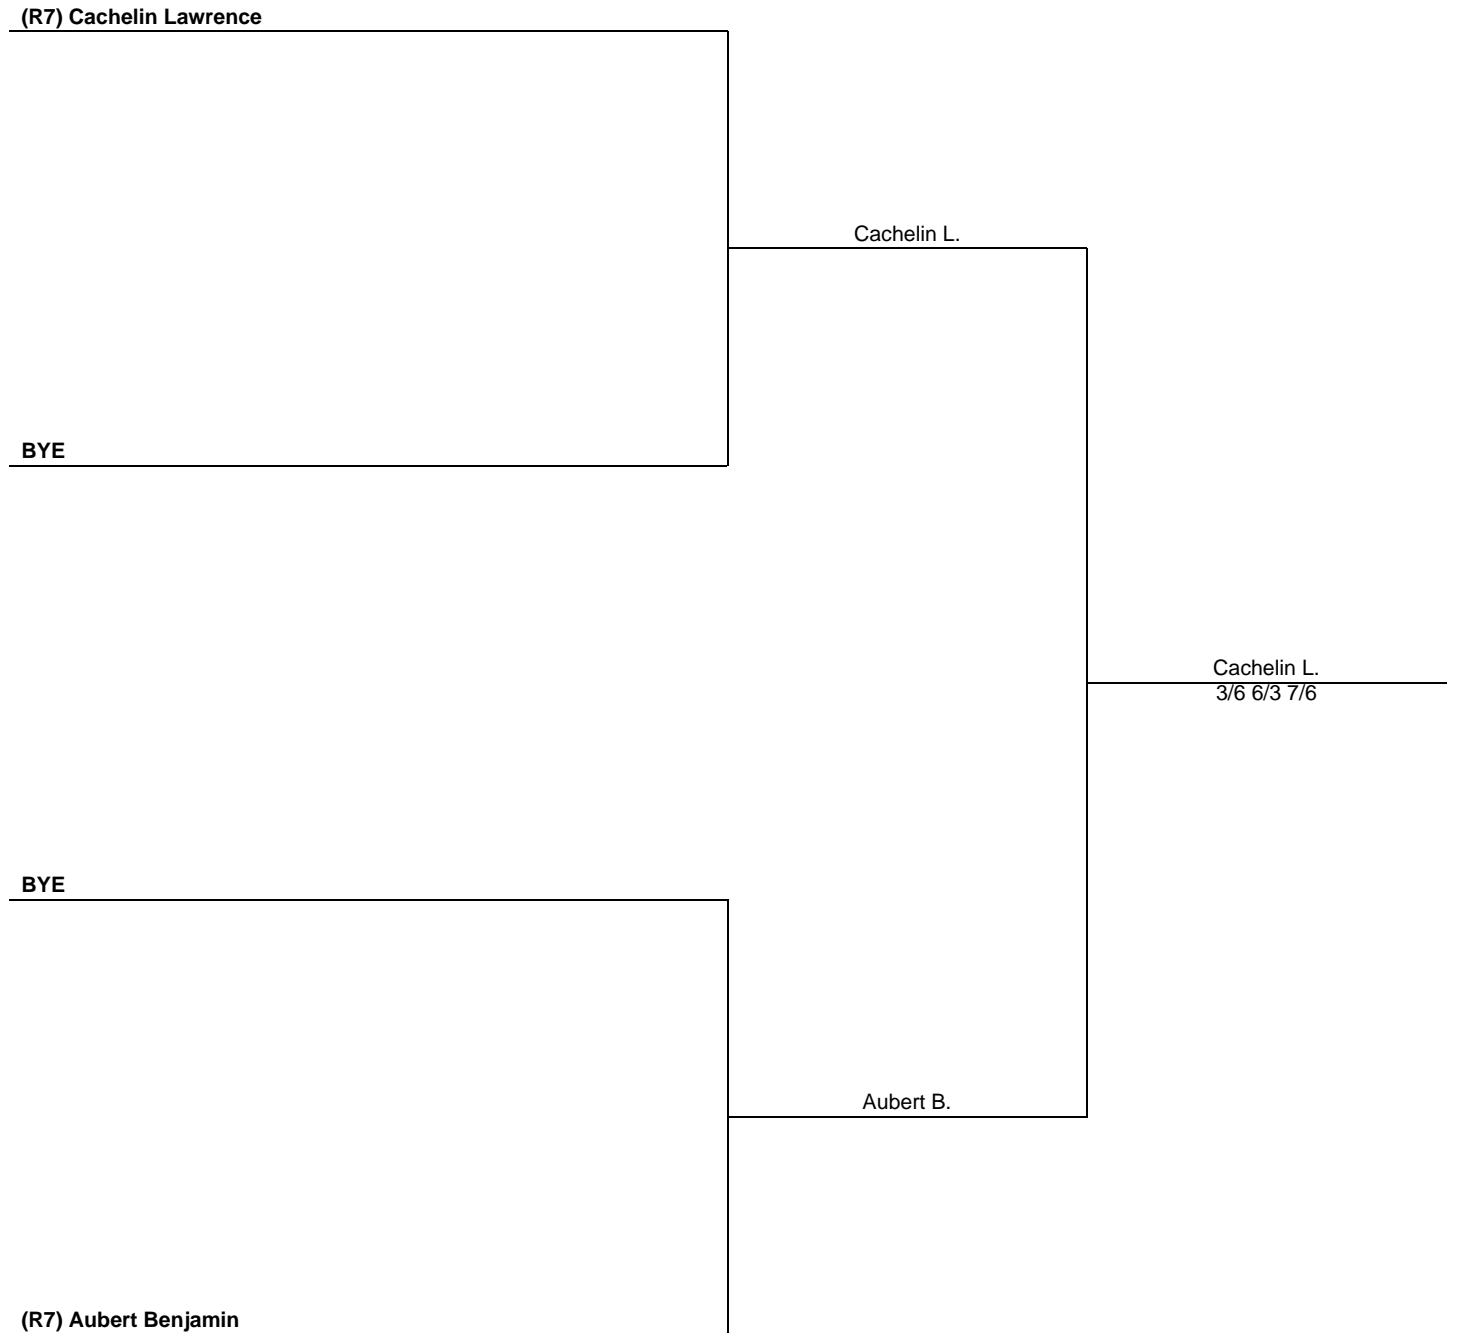 (R7) Cachelin Lawrence
Cachelin L.
BYE
Cachelin L.
3/6 6/3 7/6
BYE
Aubert B.
(R7) Aubert Benjamin